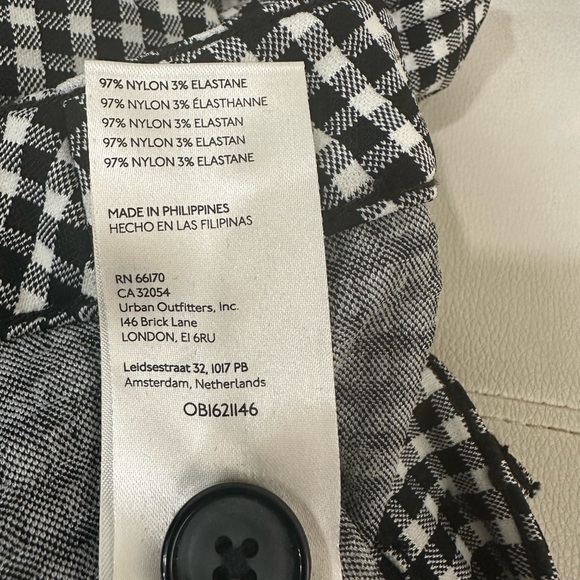 97% NYLON 3% ELASTANE
97% NYLON 3% ÉLASTHANNE
97% NYLON 3% ELASTAN
97% NYLON 3% ELASTAN
97% NYLON 3% ELASTANE
MADE IN PHILIPPINES
HECHO EN LAS FILIPINAS
RN 66170
CA 32054
Urban Outfitters, Inc.
146 Brick Lane
LONDON, E1 6RU
Leidsestraat 32, 1017 PB
Amsterdam, Netherlands
OB1621146